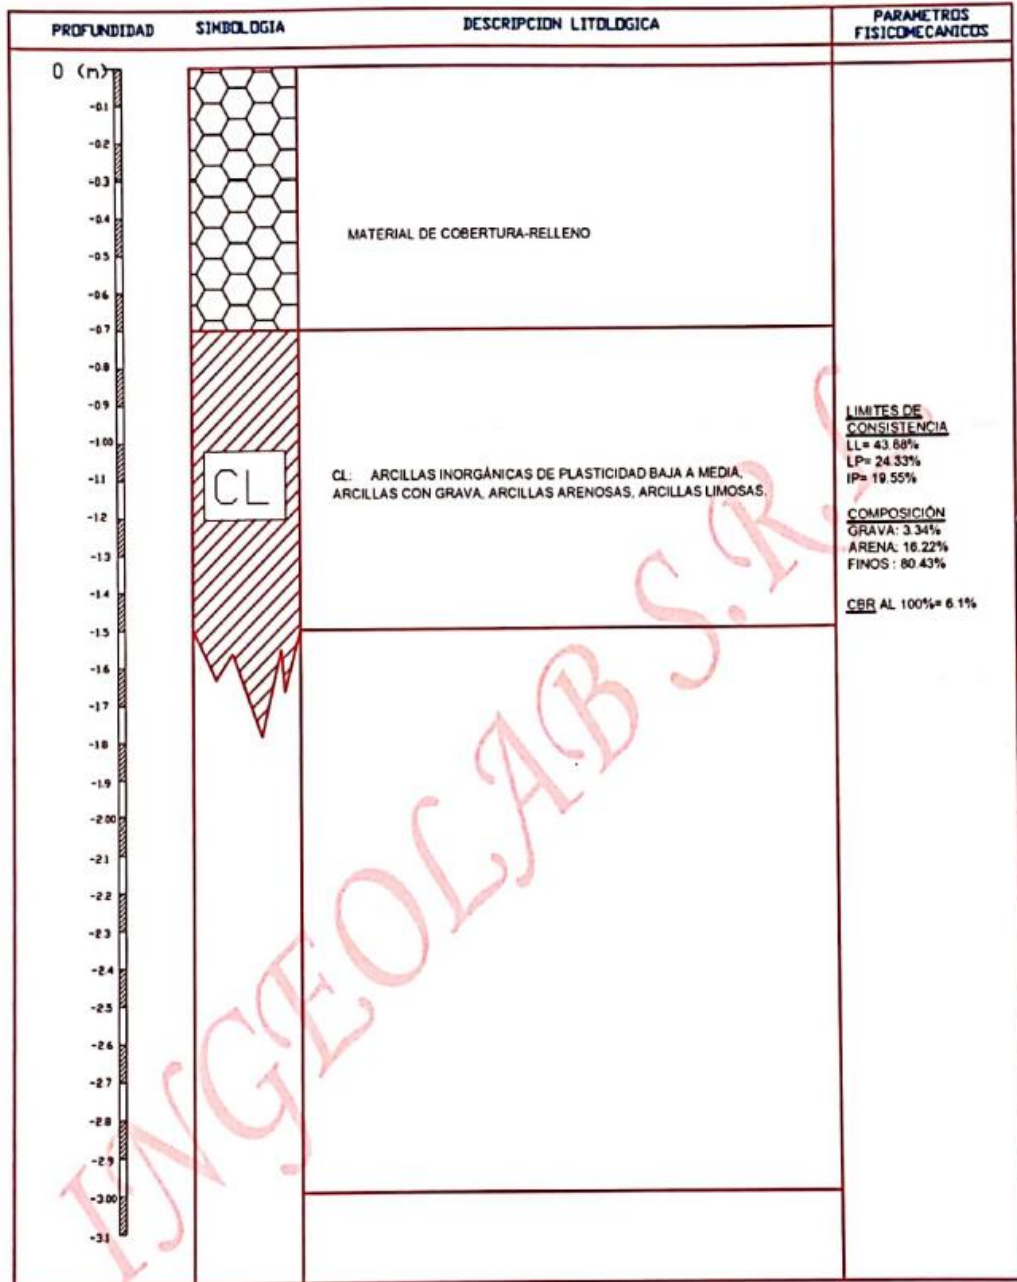 PROFUNDIDAD
SIMBOLOGIA
DESCRIPCION LITOLOGICA
PARAMETROS
FISICOMECANICOS
0 (m)
-0.1
-0.2
-0.3
-0.4
-0.5
-0.6
-0.7
-0.8
-0.9
-1.00
-1.1
-1.2
-1.3
-1.4
-1.5
-1.6
-1.7
-1.8
-1.9
-2.00
-2.1
-2.2
-2.3
-2.4
-2.5
-2.6
-2.7
-2.8
-2.9
-3.00
-3.1
CL
MATERIAL DE COBERTURA-RELLENO
CL: ARCILLAS INORGÁNICAS DE PLASTICIDAD BAJA A MEDIA,
ARCILLAS CON GRAVA, ARCILLAS ARENOSAS, ARCILLAS LIMOSAS.
LIMITES DE
CONSISTENCIA
LL= 43.88%
LP= 24.33%
IP= 19.55%
COMPOSICIÓN
GRAVA: 3.34%
ARENA: 16.22%
FINOS : 80.43%
CBR AL 100%= 6.1%
INGEOLAB S.R.L